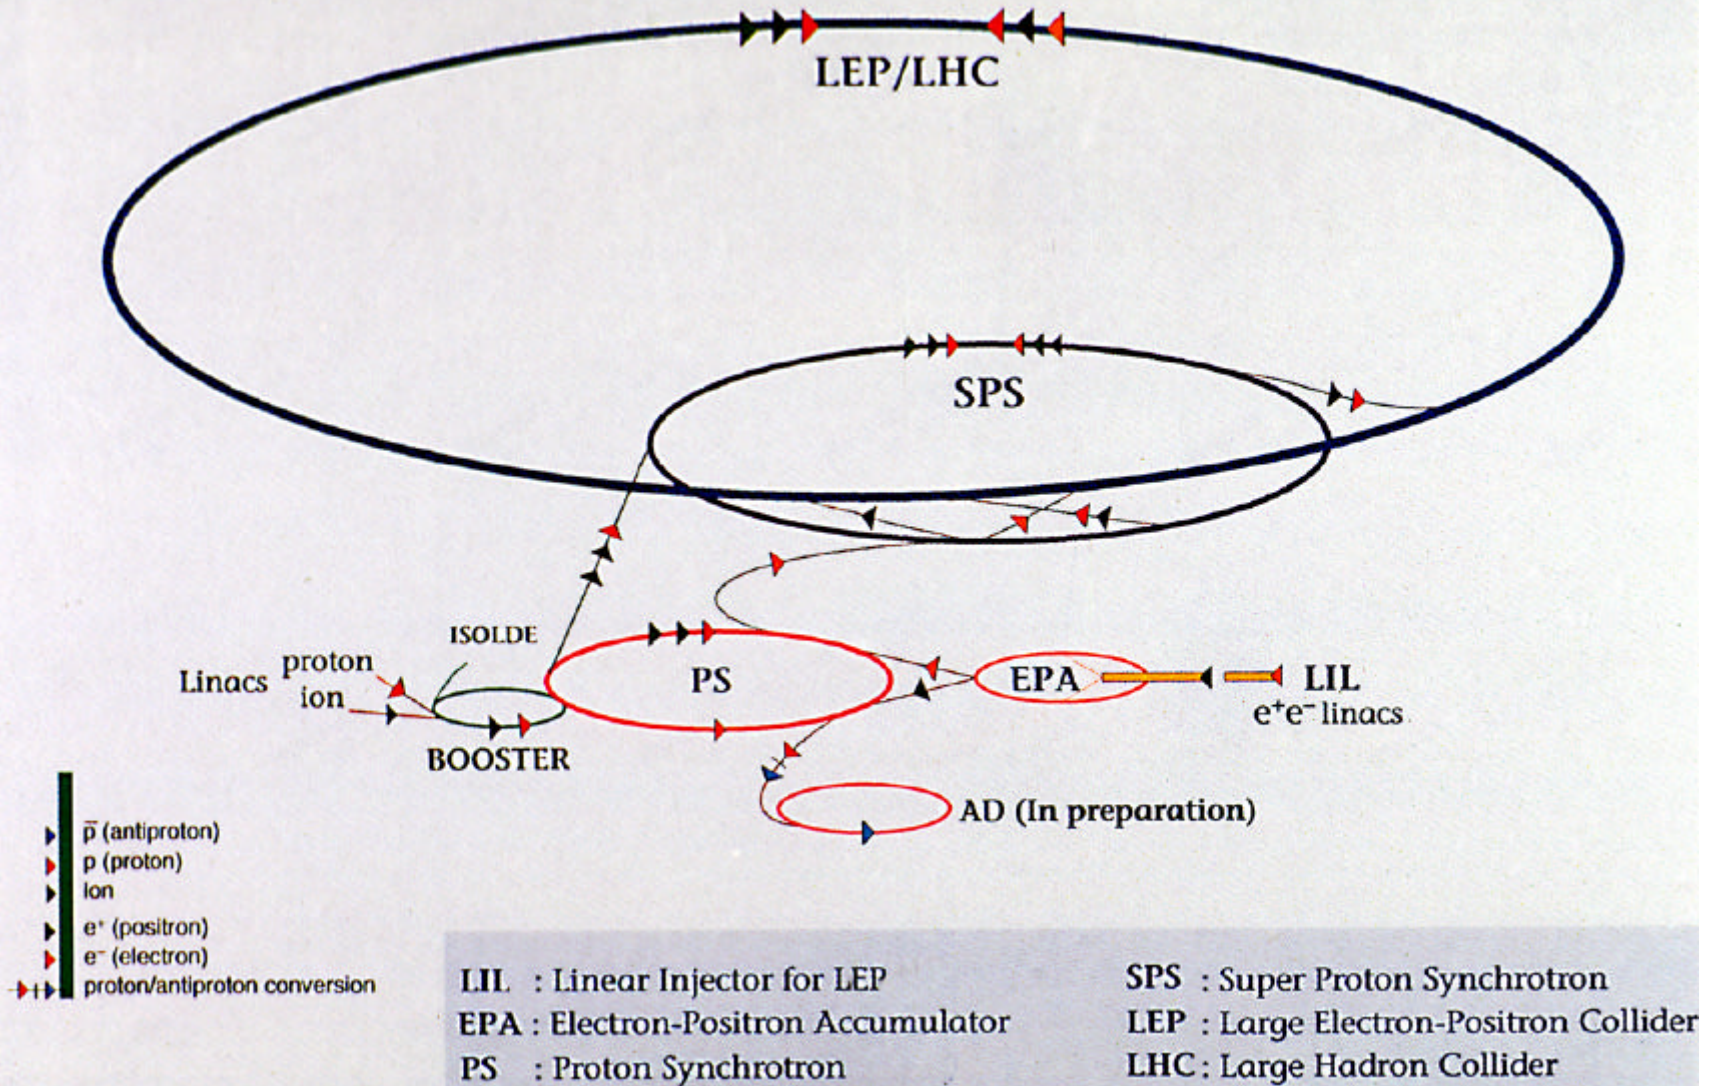 LEP/LHC
SPS
ISOLDE
Linacs proton
ion
PS
EPA
LIL
e⁺e⁻ linacs
BOOSTER
AD (In preparation)
p̄ (antiproton)
p (proton)
ion
e⁺ (positron)
e⁻ (electron)
proton/antiproton conversion
LIL : Linear Injector for LEP
EPA : Electron-Positron Accumulator
PS : Proton Synchrotron
SPS : Super Proton Synchrotron
LEP : Large Electron-Positron Collider
LHC : Large Hadron Collider